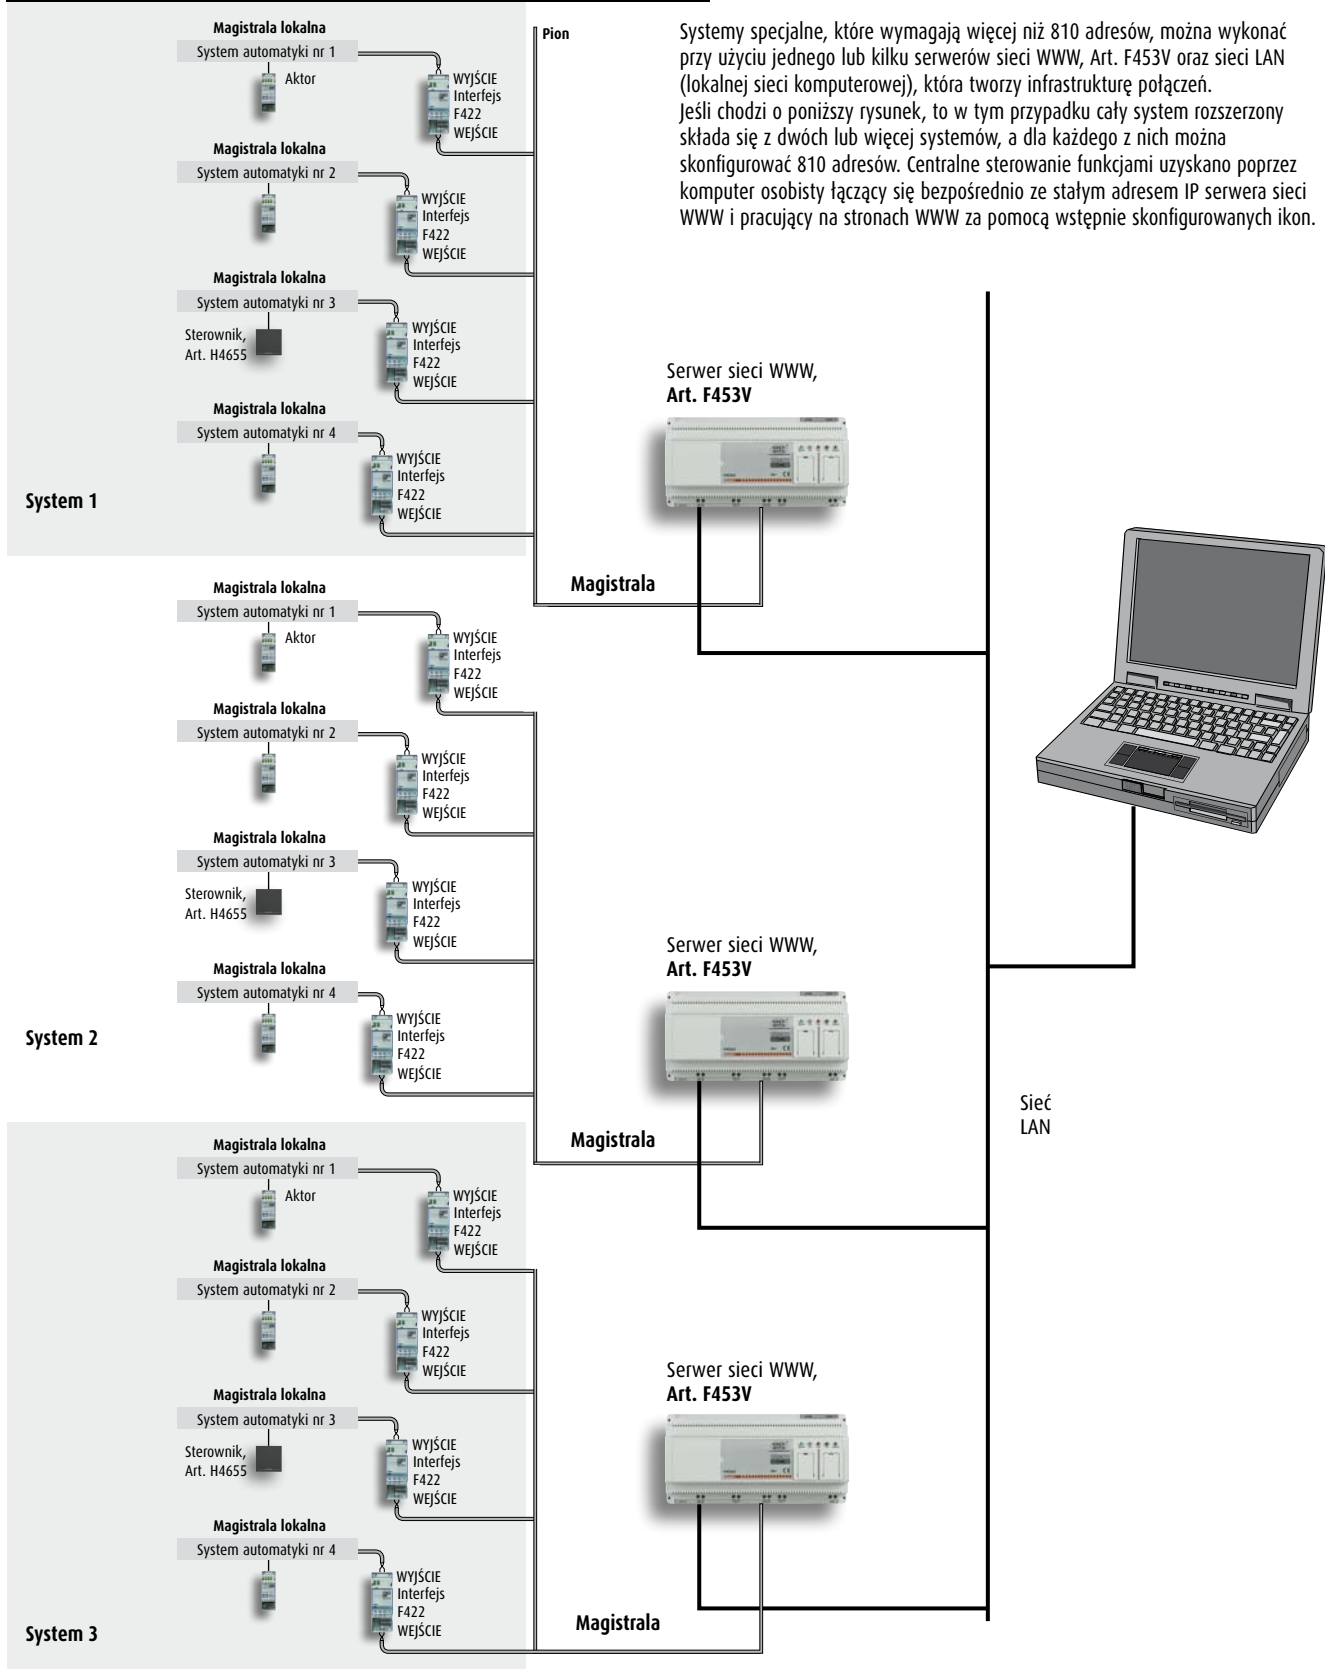 Systemy specjalne, które wymagają więcej niż 810 adresów, można wykonać
przy użyciu jednego lub kilku serwerów sieci WWW, Art. F453V oraz sieci LAN
(lokalnej sieci komputerowej), która tworzy infrastrukturę połączeń.
Jeśli chodzi o poniższy rysunek, to w tym przypadku cały system rozszerzony
składa się z dwóch lub więcej systemów, a dla każdego z nich można
skonfigurować 810 adresów. Centralne sterowanie funkcjami uzyskano poprzez
komputer osobisty łączący się bezpośrednio ze stałym adresem IP serwera sieci
WWW i pracujący na stronach WWW za pomocą wstępnie skonfigurowanych ikon.
Pion
Magistrala lokalna
System automatyki nr 1
Aktor
WYJŚCIE
Interfejs
F422
WEJŚCIE
Magistrala lokalna
System automatyki nr 2
WYJŚCIE
Interfejs
F422
WEJŚCIE
Magistrala lokalna
System automatyki nr 3
Sterownik,
Art. H4655
WYJŚCIE
Interfejs
F422
WEJŚCIE
Magistrala lokalna
System automatyki nr 4
WYJŚCIE
Interfejs
F422
WEJŚCIE
System 1
Serwer sieci WWW,
Art. F453V
Magistrala
Magistrala lokalna
System automatyki nr 1
Aktor
WYJŚCIE
Interfejs
F422
WEJŚCIE
Magistrala lokalna
System automatyki nr 2
WYJŚCIE
Interfejs
F422
WEJŚCIE
Magistrala lokalna
System automatyki nr 3
Sterownik,
Art. H4655
WYJŚCIE
Interfejs
F422
WEJŚCIE
Magistrala lokalna
System automatyki nr 4
WYJŚCIE
Interfejs
F422
WEJŚCIE
System 2
Serwer sieci WWW,
Art. F453V
Magistrala
Sieć
LAN
Magistrala lokalna
System automatyki nr 1
Aktor
WYJŚCIE
Interfejs
F422
WEJŚCIE
Magistrala lokalna
System automatyki nr 2
WYJŚCIE
Interfejs
F422
WEJŚCIE
Magistrala lokalna
System automatyki nr 3
Sterownik,
Art. H4655
WYJŚCIE
Interfejs
F422
WEJŚCIE
Magistrala lokalna
System automatyki nr 4
WYJŚCIE
Interfejs
F422
WEJŚCIE
System 3
Serwer sieci WWW,
Art. F453V
Magistrala